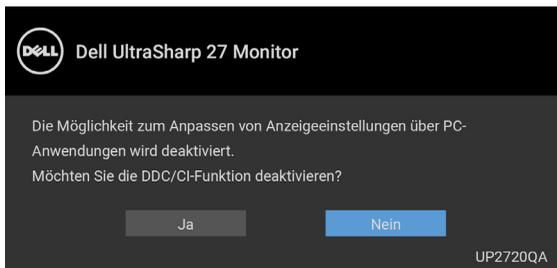 DELL
Dell UltraSharp 27 Monitor
Die Möglichkeit zum Anpassen von Anzeigeeinstellungen über PC-
Anwendungen wird deaktiviert.
Möchten Sie die DDC/CI-Funktion deaktivieren?
Ja
Nein
UP2720QA